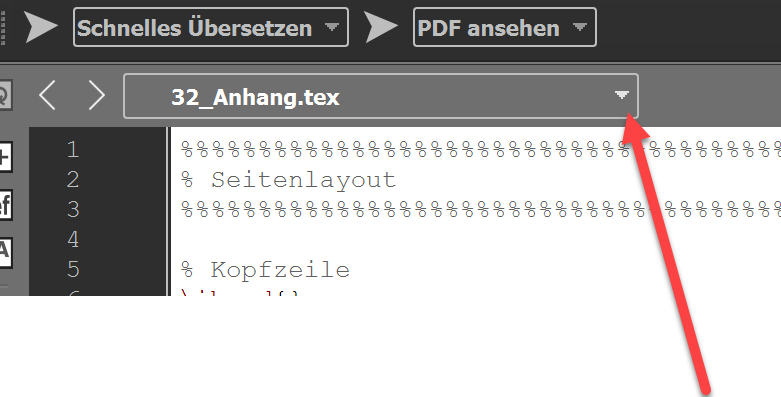 Schnelles Übersetzen PDF ansehen
32_Anhang.tex
1 %%%%%%%%%%%%%%%%%%%%%%%%%%%%%%%%%%%%%%%
2 % Seitenlayout
3 %%%%%%%%%%%%%%%%%%%%%%%%%%%%%%%%%%%%%%%
4
5 % Kopfzeile